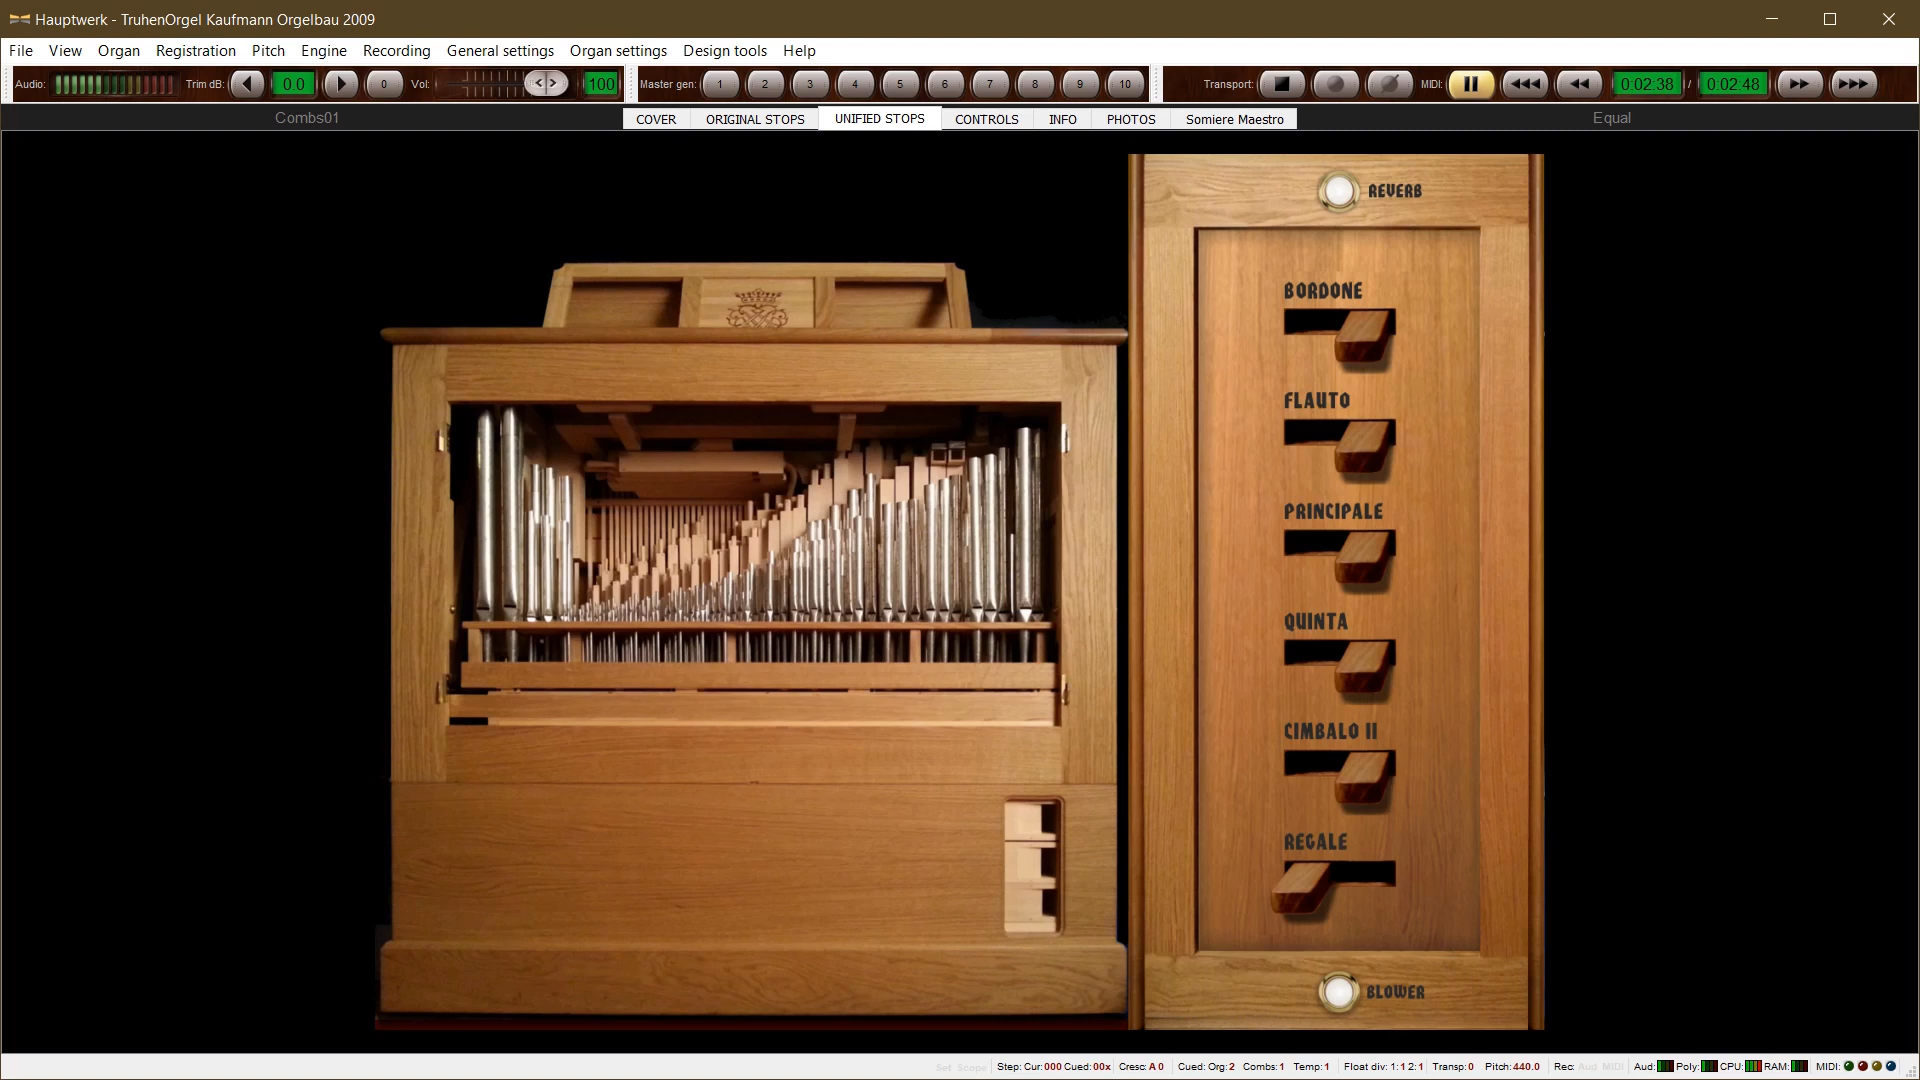 Hauptwerk - TruhenOrgel Kaufmann Orgelbau 2009
File View Organ Registration Pitch Engine Recording General settings Organ settings Design tools Help
Audio: Trim dB: 0.0 0 Vol: 100 Master gen: 1 2 3 4 5 6 7 8 9 10 Transport: MIDI: 0:02:38 / 0:02:48
Combs01 COVER ORIGINAL STOPS UNIFIED STOPS CONTROLS INFO PHOTOS Somiere Maestro Equal
REVERB
BORDONE
FLAUTO
PRINCIPALE
QUINTA
CIMBALO II
REGALE
BLOWER
Set Scope Step: Cur:000 Cued:00x Cresc:A 0 Cued: Org:2 Combs:1 Temp:1 Float div: 1:1 2:1 Transp:0 Pitch:440.0 Rec: Aud MIDI Aud: Poly: CPU: RAM: MIDI: